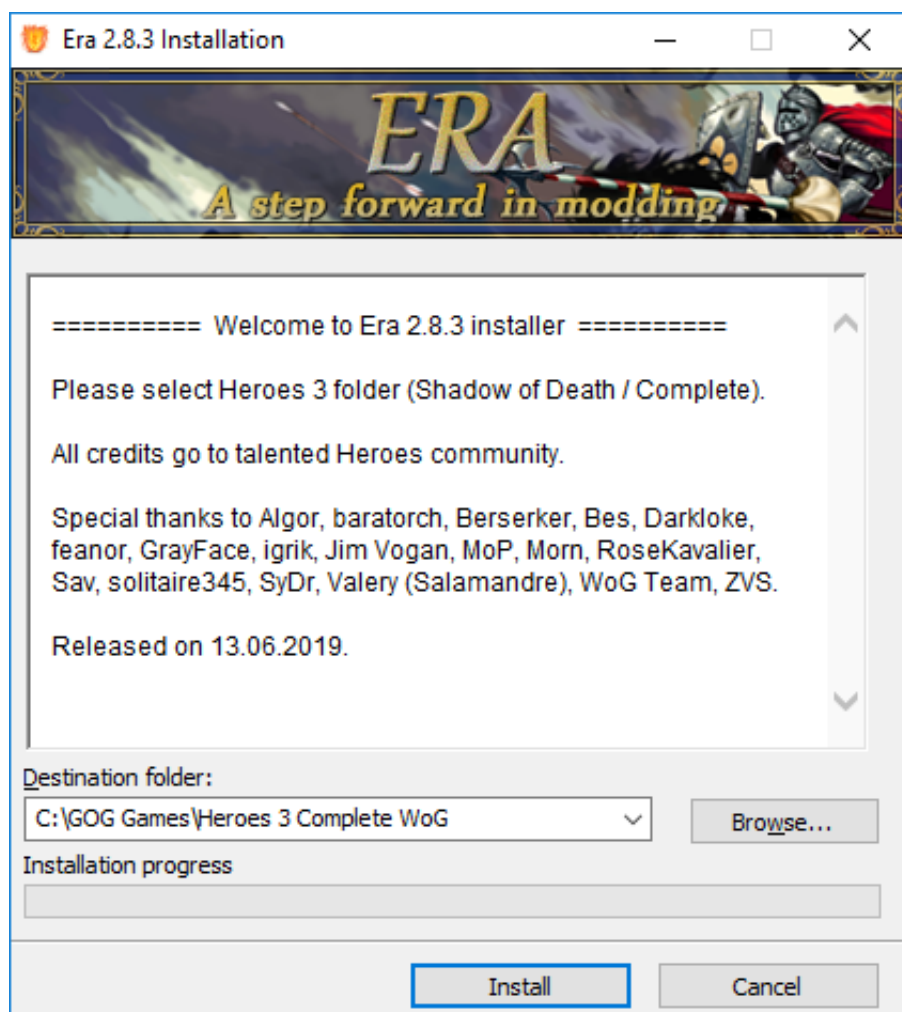 Era 2.8.3 Installation
ERA
A step forward in modding
========== Welcome to Era 2.8.3 installer ==========
Please select Heroes 3 folder (Shadow of Death / Complete).
All credits go to talented Heroes community.
Special thanks to Algor, baratorch, Berserker, Bes, Darkloke,
feanor, GrayFace, igrik, Jim Vogan, MoP, Morn, RoseKavalier,
Sav, solitaire345, SyDr, Valery (Salamandre), WoG Team, ZVS.
Released on 13.06.2019.
Destination folder:
C:\GOG Games\Heroes 3 Complete WoG
Browse...
Installation progress
Install
Cancel